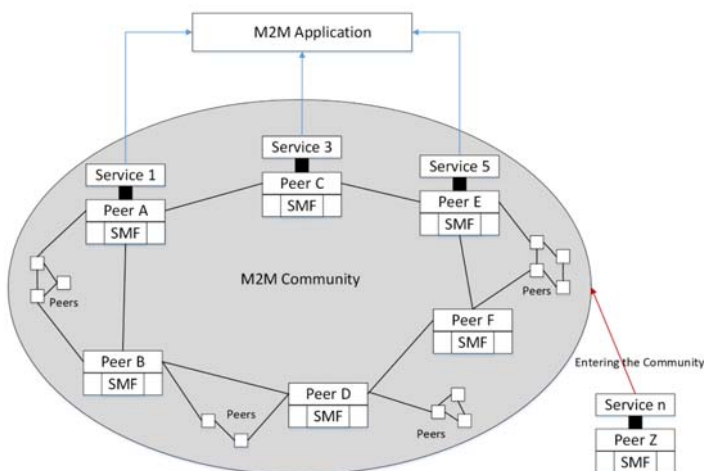 M2M Application
Service 1
Service 3
Service 5
Peer A
SMF
Peer C
SMF
Peer E
SMF
M2M Community
Peers
Peers
Peer B
SMF
Peer F
SMF
Peers
Peer D
SMF
Peers
Entering the Community
Service n
Peer Z
SMF